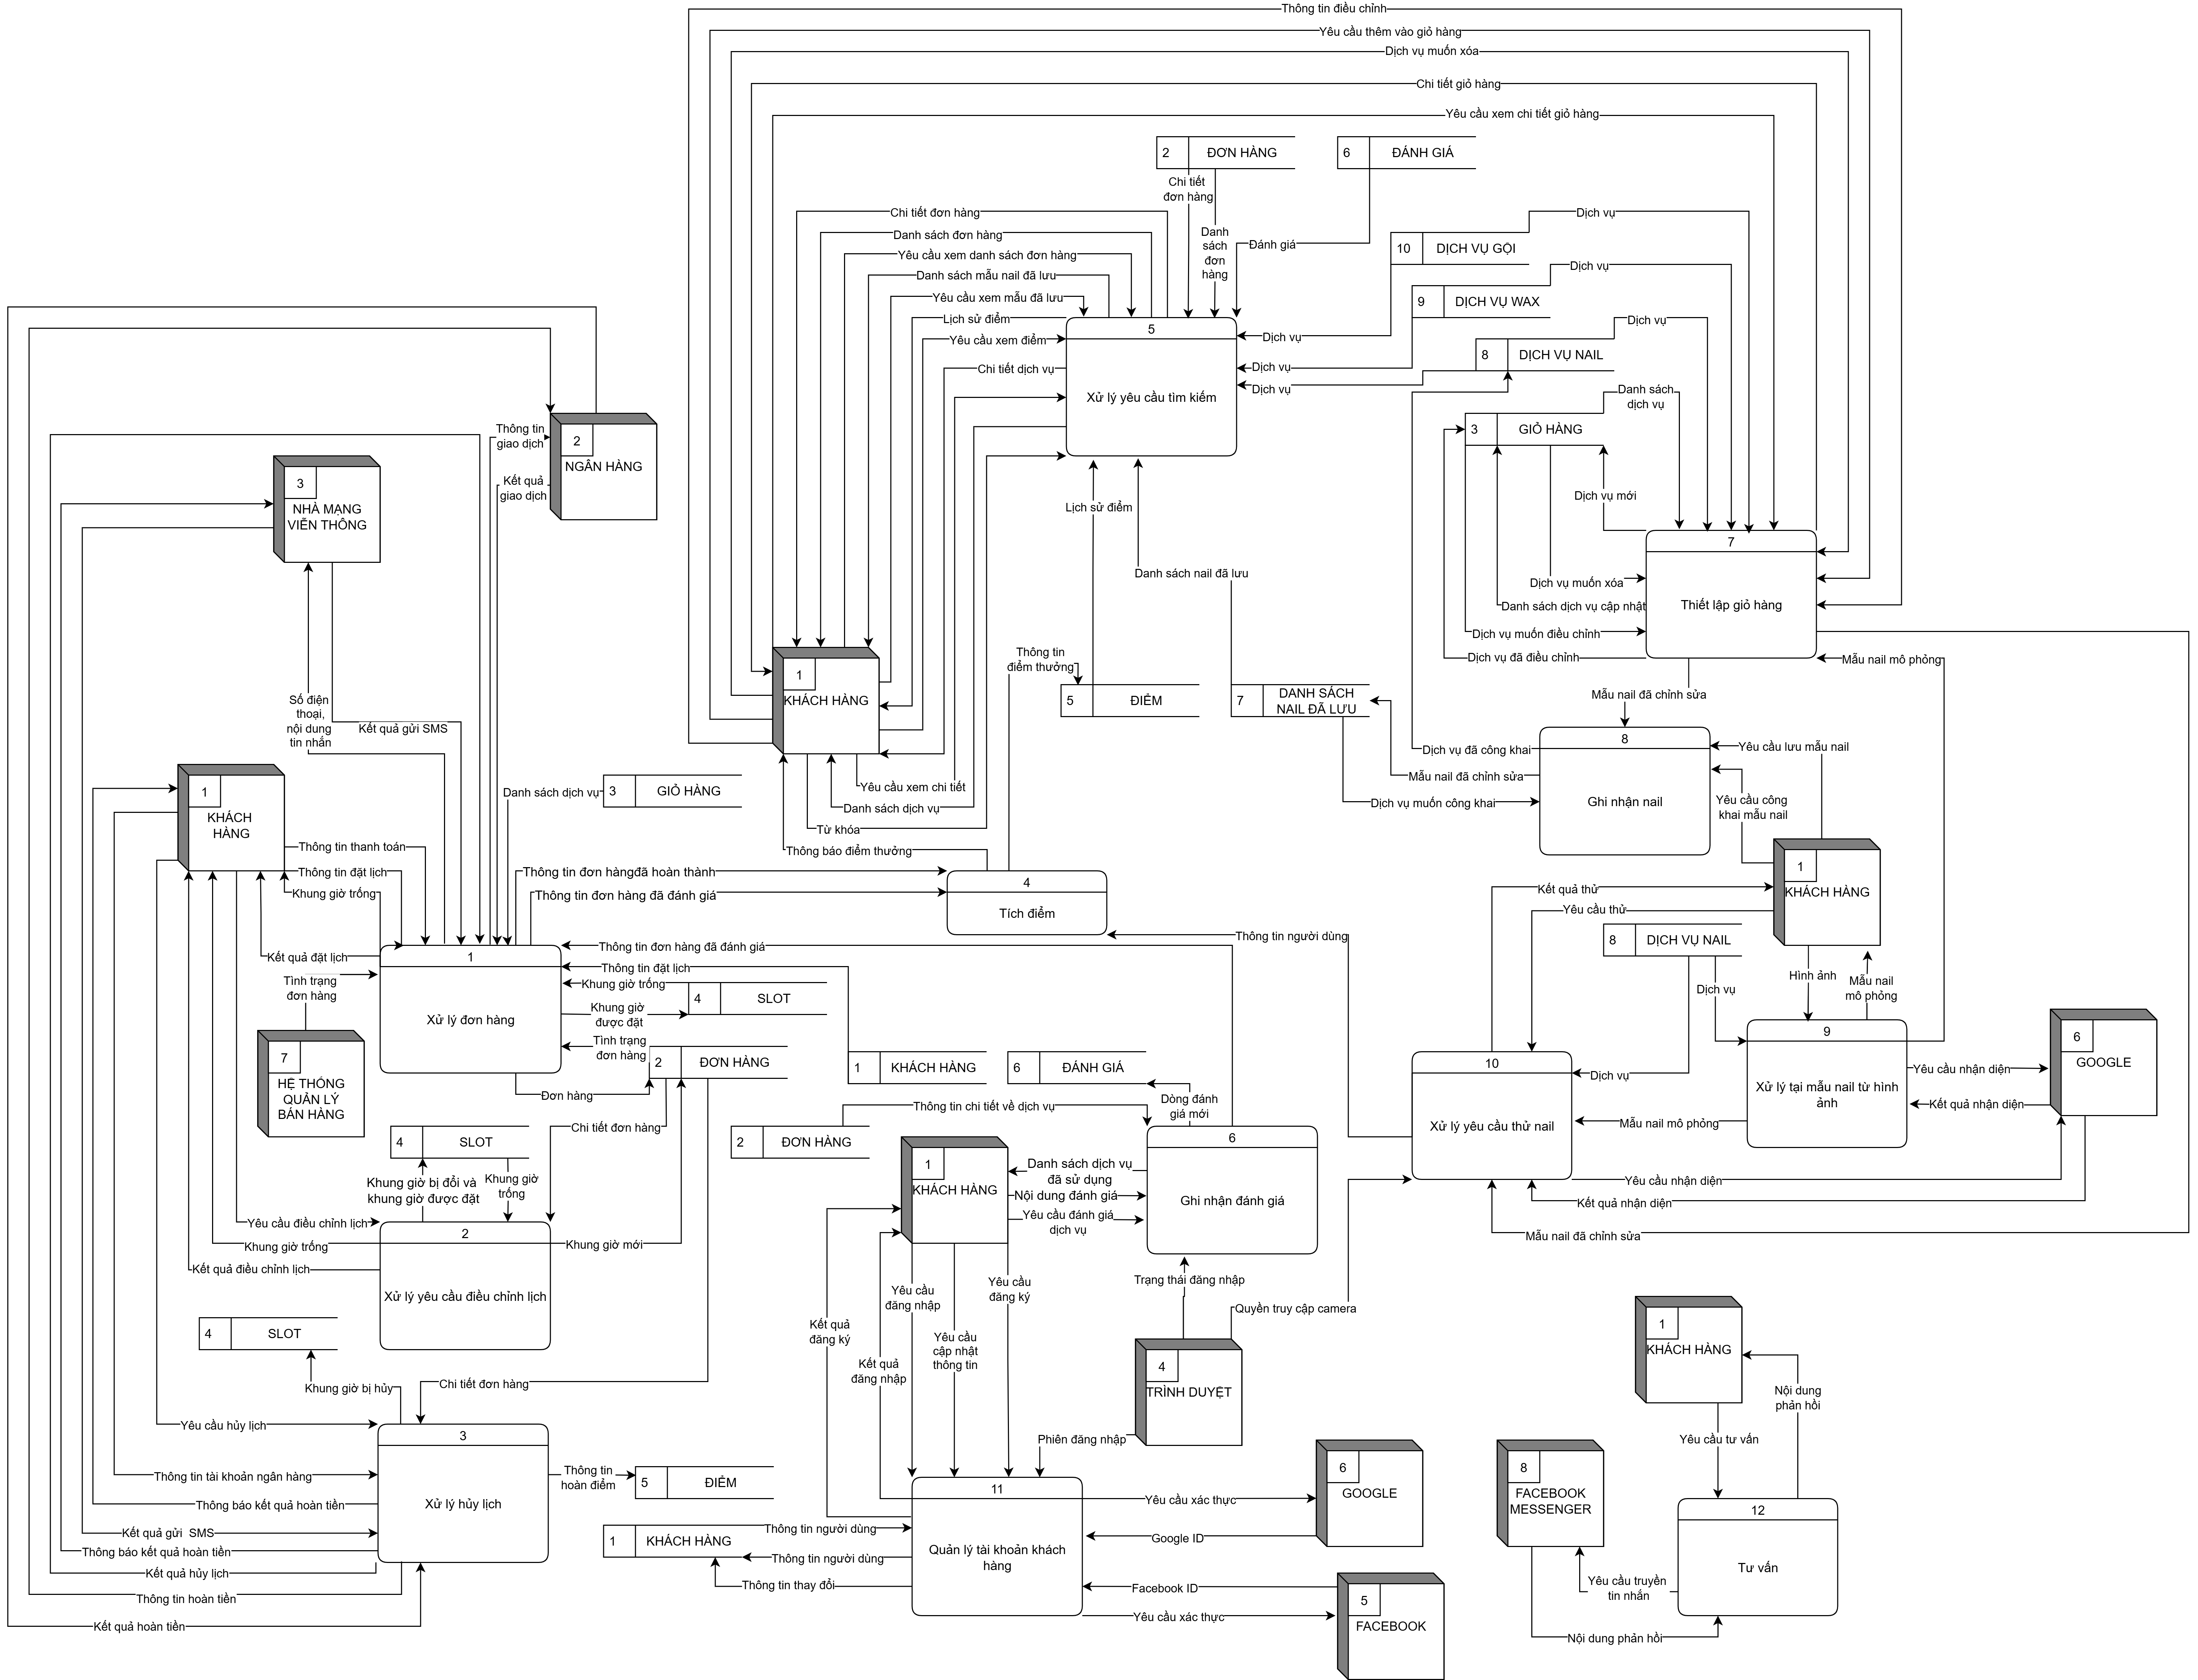 Thông tin điều chỉnh
Yêu cầu thêm vào giỏ hàng
Dịch vụ muốn xóa
Chi tiết giỏ hàng
Yêu cầu xem chi tiết giỏ hàng
2
ĐƠN HÀNG
6
ĐÁNH GIÁ
Chi tiết
đơn hàng
Chi tiết đơn hàng
Danh sách đơn hàng
Yêu cầu xem danh sách đơn hàng
Danh sách mẫu nail đã lưu
Yêu cầu xem mẫu đã lưu
Lịch sử điểm
Yêu cầu xem điểm
Chi tiết dịch vụ
Danh
sách
đơn
hàng
Đánh giá
Dịch vụ
10
DỊCH VỤ GỘI
Dịch vụ
9
DỊCH VỤ WAX
Dịch vụ
8
DỊCH VỤ NAIL
Dịch vụ
Dịch vụ
Dịch vụ
5
Xử lý yêu cầu tìm kiếm
Danh sách
dịch vụ
3
GIỎ HÀNG
Dịch vụ mới
Thông tin
giao dịch
Kết quả
giao dịch
2
NGÂN HÀNG
3
NHÀ MẠNG
VIỄN THÔNG
Lịch sử điểm
Danh sách nail đã lưu
7
Thiết lập giỏ hàng
Dịch vụ muốn xóa
Danh sách dịch vụ cập nhật
Dịch vụ muốn điều chỉnh
Dịch vụ đã điều chỉnh
Mẫu nail mô phỏng
Mẫu nail đã chỉnh sửa
Thông tin
điểm thưởng
1
KHÁCH HÀNG
5
ĐIỂM
7
DANH SÁCH
NAIL ĐÃ LƯU
Số điện
thoại,
nội dung
tin nhắn
Kết quả gửi SMS
8
Ghi nhận nail
Dịch vụ đã công khai
Mẫu nail đã chỉnh sửa
Dịch vụ muốn công khai
Yêu cầu lưu mẫu nail
Yêu cầu công
khai mẫu nail
Yêu cầu xem chi tiết
Danh sách dịch vụ
Từ khóa
Thông báo điểm thưởng
Danh sách dịch vụ
3
GIỎ HÀNG
1
KHÁCH
HÀNG
Thông tin thanh toán
Thông tin đặt lịch
Khung giờ trống
Kết quả đặt lịch
Thông tin đơn hàngđã hoàn thành
Thông tin đơn hàng đã đánh giá
4
Tích điểm
1
KHÁCH HÀNG
Kết quả thử
Yêu cầu thử
8
DỊCH VỤ NAIL
Thông tin người dùng
Thông tin đơn hàng đã đánh giá
Thông tin đặt lịch
Khung giờ trống
1
Xử lý đơn hàng
Tình trạng
đơn hàng
Khung giờ
được đặt
4
SLOT
Tình trạng
đơn hàng
2
ĐƠN HÀNG
Đơn hàng
7
HỆ THỐNG
QUẢN LÝ
BÁN HÀNG
1
KHÁCH HÀNG
6
ĐÁNH GIÁ
Dòng đánh
giá mới
Thông tin chi tiết về dịch vụ
Hình ảnh
Mẫu nail
mô phỏng
Dịch vụ
9
Xử lý tại mẫu nail từ hình
ảnh
Yêu cầu nhận diện
Kết quả nhận diện
6
GOOGLE
10
Xử lý yêu cầu thử nail
Dịch vụ
Mẫu nail mô phỏng
Yêu cầu nhận diện
Kết quả nhận diện
Mẫu nail đã chỉnh sửa
Chi tiết đơn hàng
4
SLOT
Khung giờ bị đổi và
khung giờ được đặt
Khung giờ
trống
2
ĐƠN HÀNG
1
KHÁCH HÀNG
Danh sách dịch vụ
đã sử dụng
Nội dung đánh giá
Yêu cầu đánh giá
dịch vụ
6
Ghi nhận đánh giá
Yêu cầu điều chỉnh lịch
Khung giờ trống
Kết quả điều chỉnh lịch
2
Xử lý yêu cầu điều chỉnh lịch
Khung giờ mới
Trạng thái đăng nhập
Quyền truy cập camera
Yêu cầu
đăng nhập
Yêu cầu
đăng ký
Kết quả
đăng ký
Yêu cầu
cập nhật
thông tin
Kết quả
đăng nhập
4
TRÌNH DUYỆT
Phiên đăng nhập
4
SLOT
Khung giờ bị hủy
Chi tiết đơn hàng
Yêu cầu hủy lịch
Thông tin tài khoản ngân hàng
Thông báo kết quả hoàn tiền
Kết quả gửi  SMS
Thông báo kết quả hoàn tiền
Kết quả hủy lịch
Thông tin hoàn tiền
Kết quả hoàn tiền
3
Xử lý hủy lịch
Thông tin
hoàn điểm
5
ĐIỂM
1
KHÁCH HÀNG
Thông tin người dùng
Thông tin người dùng
Thông tin thay đổi
11
Quản lý tài khoản khách
hàng
Yêu cầu xác thực
Google ID
6
GOOGLE
Facebook ID
Yêu cầu xác thực
5
FACEBOOK
1
KHÁCH HÀNG
Nội dung
phản hồi
Yêu cầu tư vấn
8
FACEBOOK
MESSENGER
12
Tư vấn
Yêu cầu truyền
tin nhắn
Nội dung phản hồi